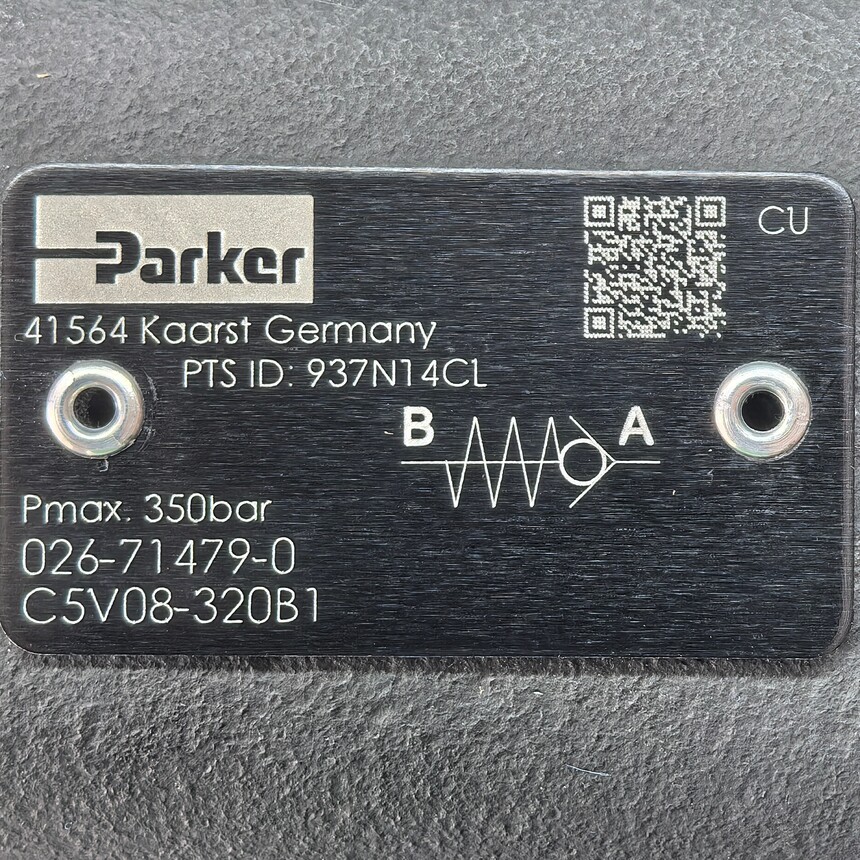 Parker
CU
41564 Kaarst Germany
PTS ID: 937N14CL
B A
Pmax. 350bar
026-71479-0
C5V08-320B1